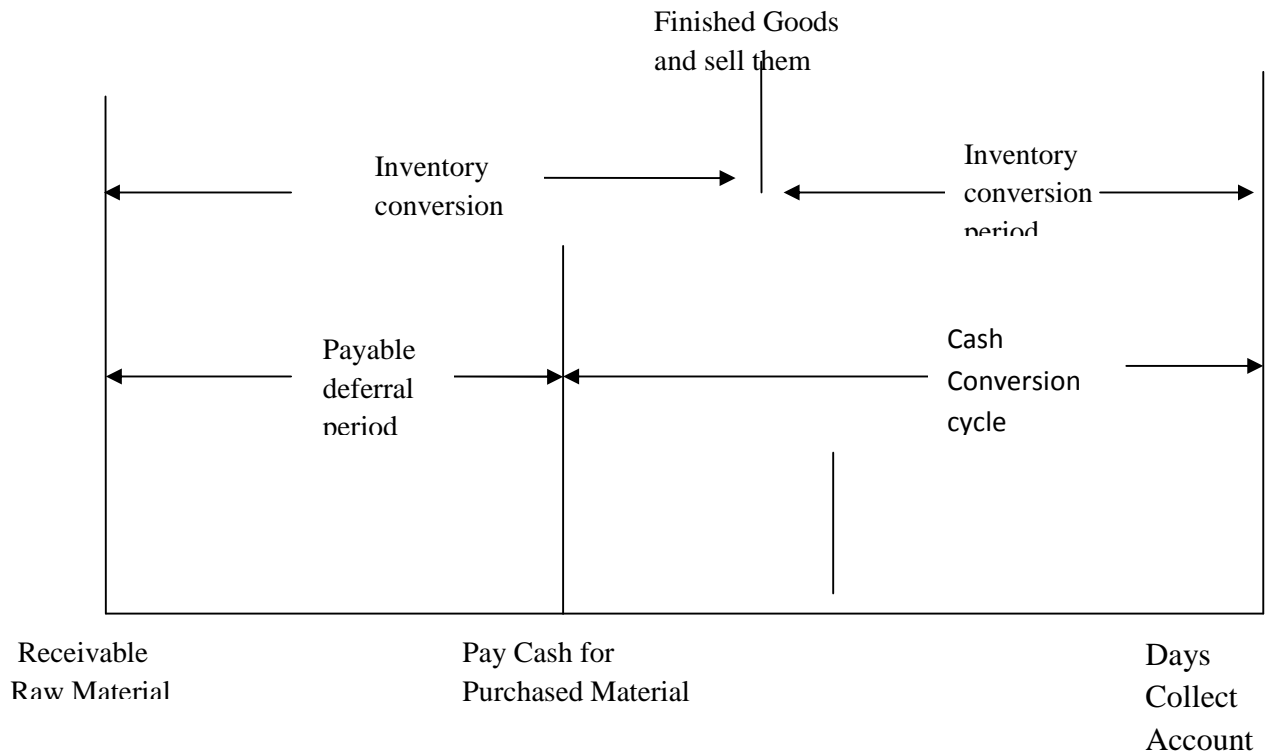 Finished Goods
and sell them
Inventory
conversion
Inventory
conversion
period
Payable
deferral
period
Cash
Conversion
cycle
Receivable
Raw Material
Pay Cash for
Purchased Material
Days
Collect
Account